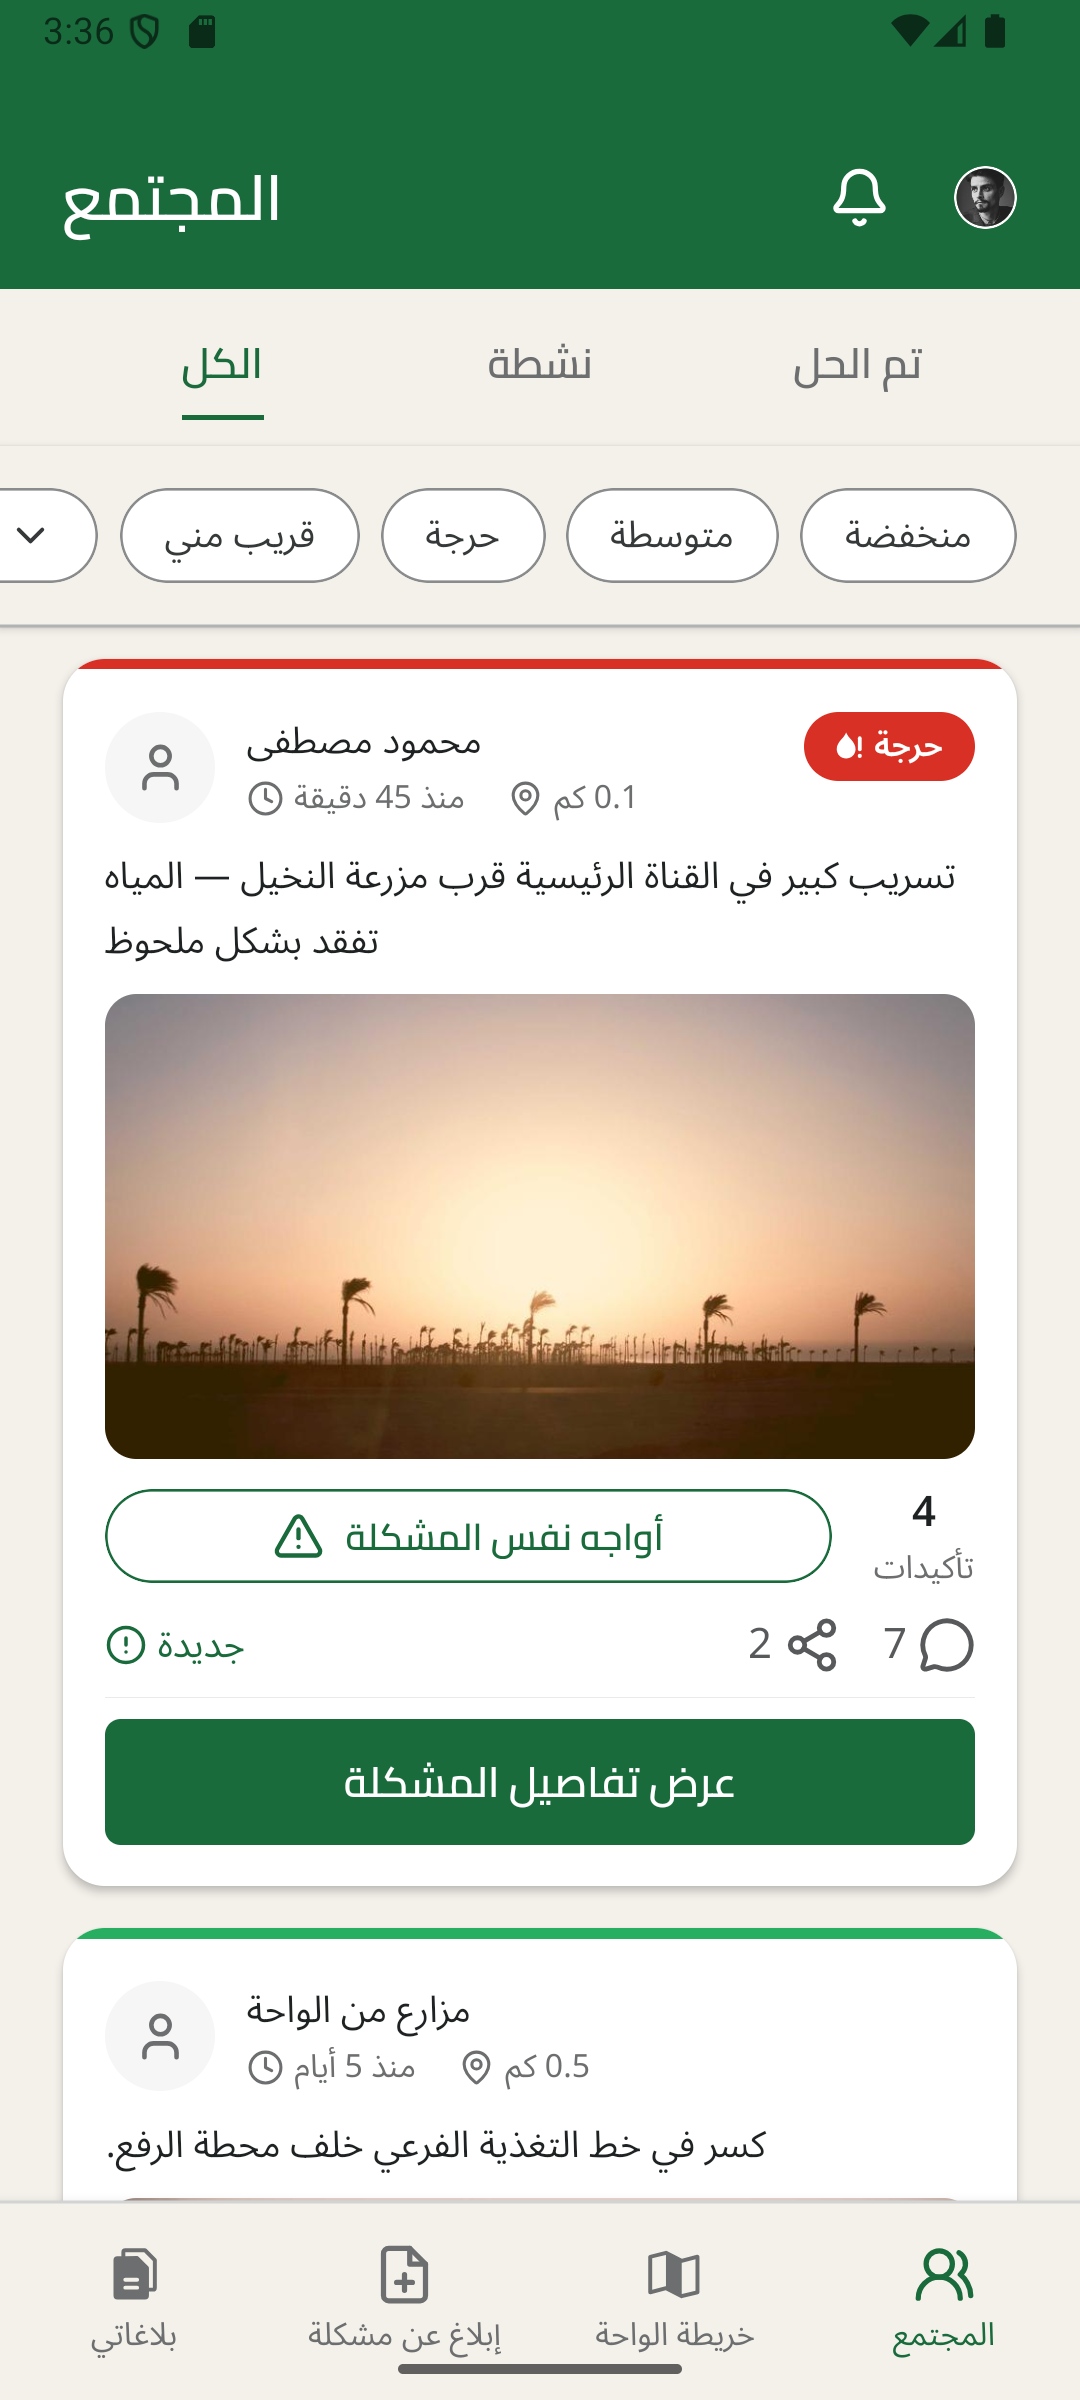 3:36
المجتمع
الكل
نشطة
تم الحل
منخفضة
متوسطة
حرجة
قريب مني
محمود مصطفى
حرجة
منذ 45 دقيقة
0.1 كم
تسريب كبير في القناة الرئيسية قرب مزرعة النخيل — المياه
تفقد بشكل ملحوظ
أواجه نفس المشكلة
4
تأكيدات
جديدة
2
7
عرض تفاصيل المشكلة
مزارع من الواحة
منذ 5 أيام
0.5 كم
كسر في خط التغذية الفرعي خلف محطة الرفع.
المجتمع
خريطة الواحة
إبلاغ عن مشكلة
بلاغاتي